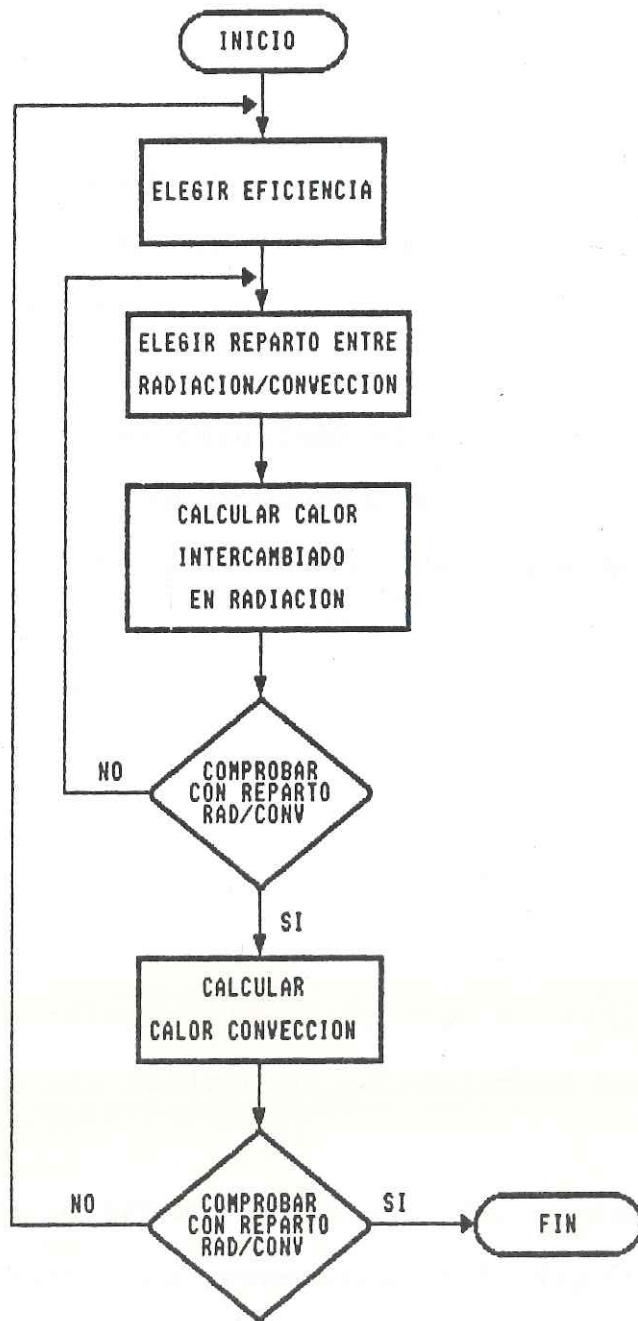 INICIO
ELEGIR EFICIENCIA
ELEGIR REPARTO ENTRE
RADIACION/CONVECCION
CALCULAR CALOR
INTERCAMBIADO
EN RADIACION
NO
COMPROBAR
CON REPARTO
RAD/CONV
SI
CALCULAR
CALOR CONVECCION
NO
COMPROBAR
CON REPARTO
RAD/CONV
SI
FIN